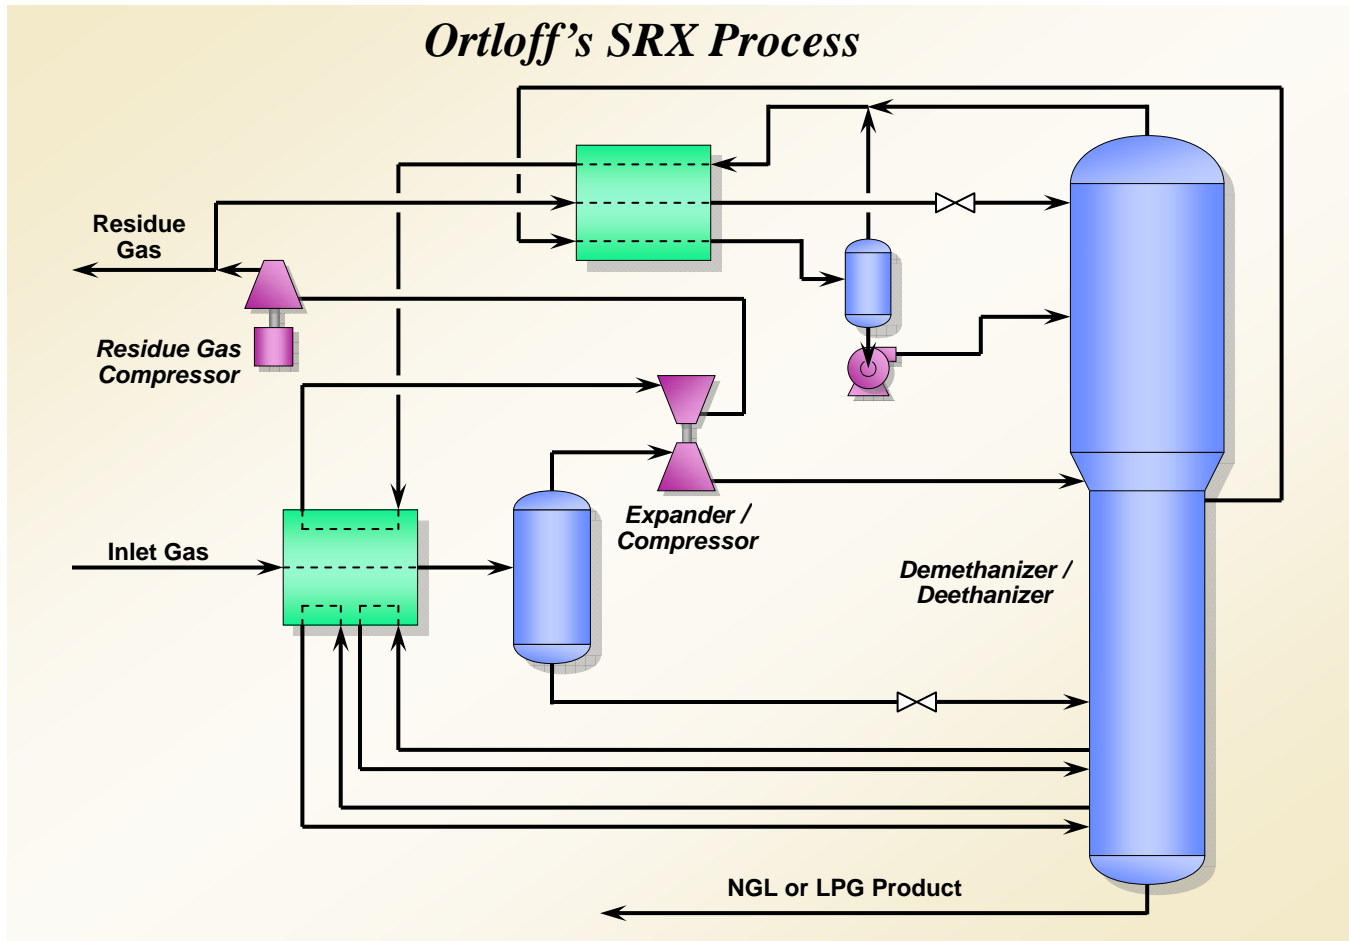 Ortloff's SRX Process
Residue
Gas
Residue Gas
Compressor
Expander /
Compressor
Inlet Gas
Demethanizer /
Deethanizer
NGL or LPG Product